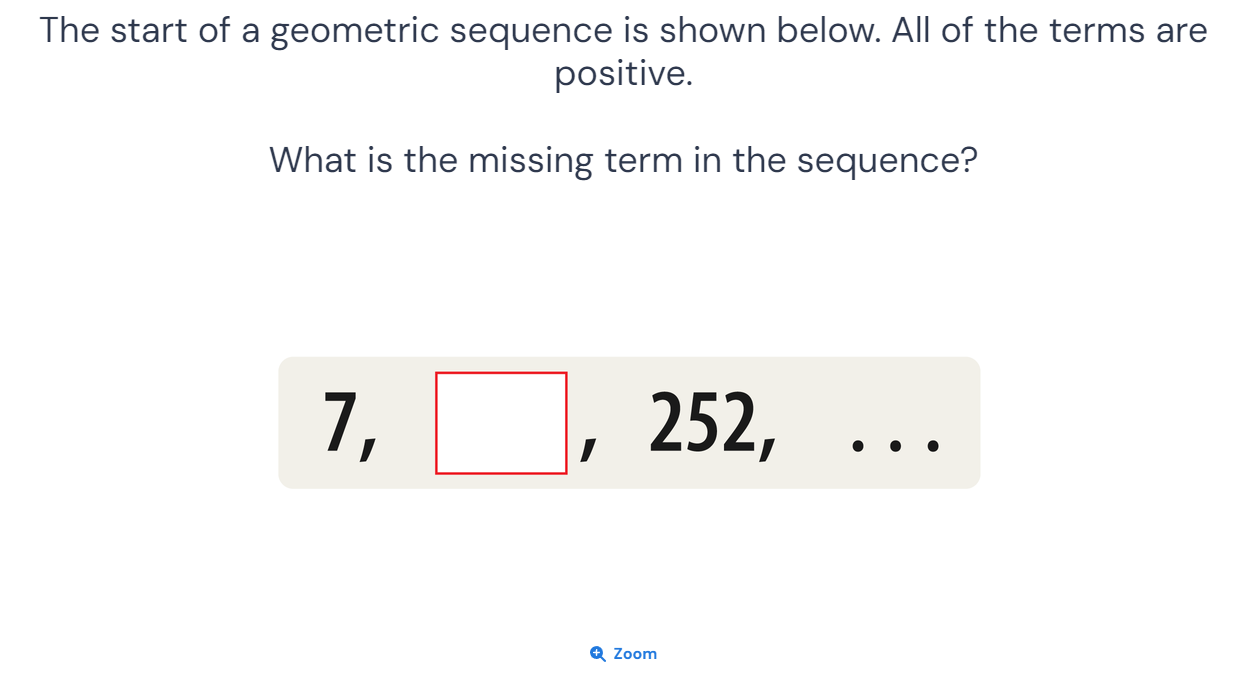 The start of a geometric sequence is shown below. All of the terms are
positive.
What is the missing term in the sequence?
7, , 252, ...
Zoom